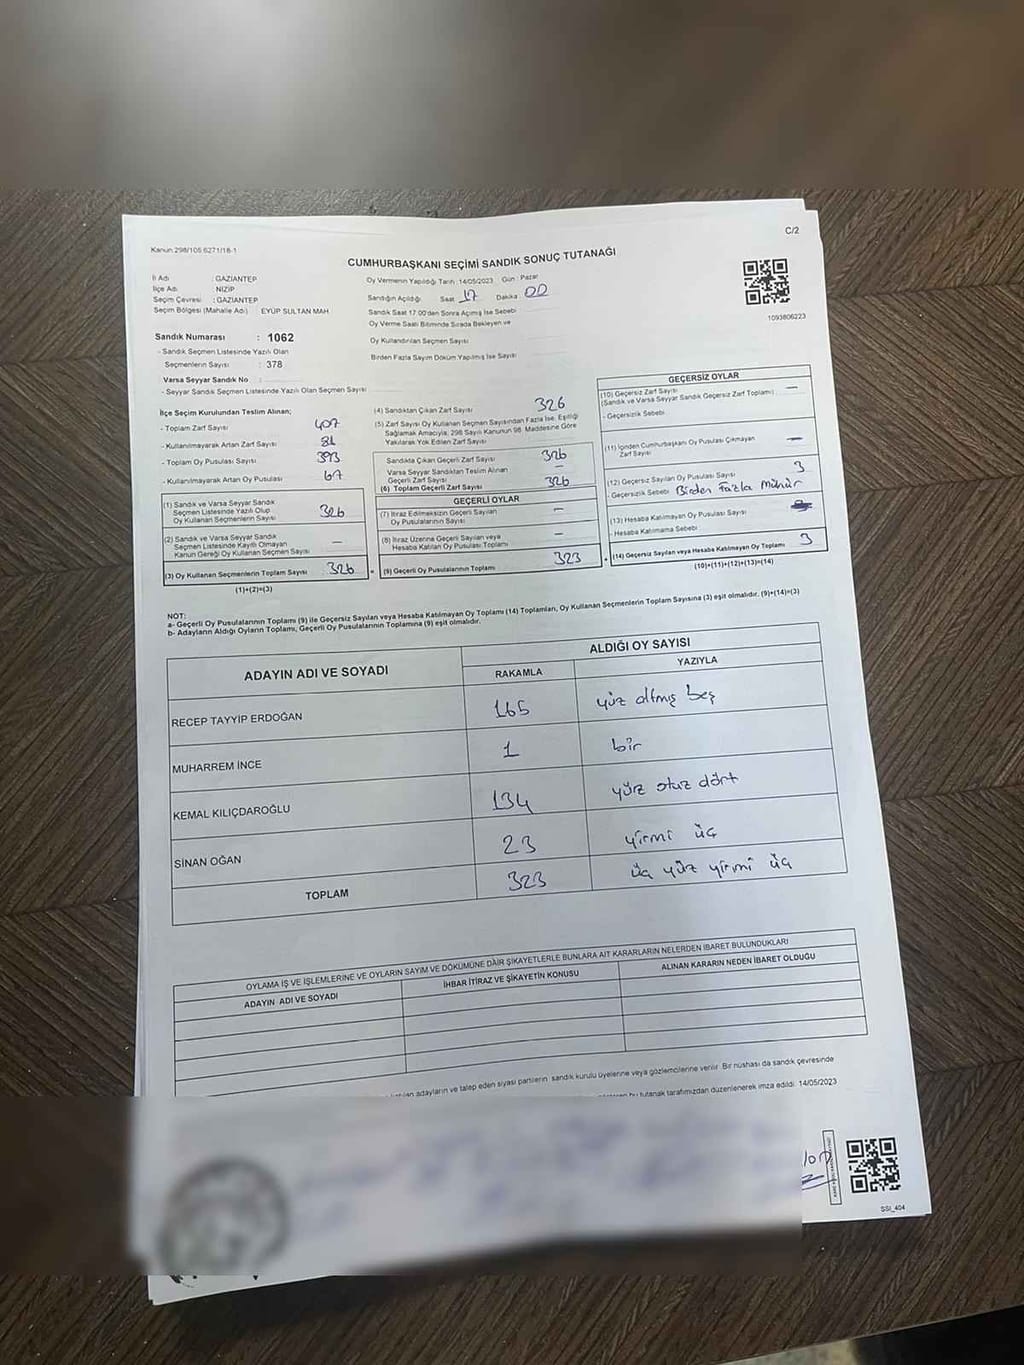 Kanun 298/105 6271/18-1
C/2
CUMHURBAŞKANI SEÇİMİ SANDIK SONUÇ TUTANAĞI
İl Adı : GAZİANTEP
İlçe Adı : NİZİP
Seçim Çevresi : GAZİANTEP
Seçim Bölgesi (Mahalle Adı) EYÜP SULTAN MAH
Oy Vermenin Yapıldığı Tarih : 14/05/2023 Gün : Pazar
Sandığın Açıldığı Saat 17 Dakika 00
Sandık Saat 17.00'den Sonra Açılmış İse Sebebi
Oy Verme Saati Bitiminde Sırada Bekleyen ve
Oy Kullandırılan Seçmen Sayısı
Birden Fazla Sayım Döküm Yapılmış İse Sayısı
1093806223
Sandık Numarası : 1062
- Sandık Seçmen Listesinde Yazılı Olan
Seçmenlerin Sayısı : 378
Varsa Seyyar Sandık No :
- Seyyar Sandık Seçmen Listesinde Yazılı Olan Seçmen Sayısı
İlçe Seçim Kurulundan Teslim Alınan;
- Toplam Zarf Sayısı 407
- Kullanılmayarak Artan Zarf Sayısı 81
- Toplam Oy Pusulası Sayısı 393
- Kullanılmayarak Artan Oy Pusulası 67
(1) Sandık ve Varsa Seyyar Sandık
Seçmen Listesinde Yazılı Olup
Oy Kullanan Seçmenlerin Sayısı 326
(2) Sandık ve Varsa Seyyar Sandık
Seçmen Listesinde Kayıtlı Olmayan
Kanun Gereği Oy Kullanan Seçmen Sayısı —
(3) Oy Kullanan Seçmenlerin Toplam Sayısı 326
(1)+(2)=(3)
(4) Sandıktan Çıkan Zarf Sayısı 326
(5) Zarf Sayısı Oy Kullanan Seçmen Sayısından Fazla İse, Eşitliği
Sağlamak Amacıyla; 298 Sayılı Kanunun 98. Maddesine Göre
Yakılarak Yok Edilen Zarf Sayısı
Sandıkta Çıkan Geçerli Zarf Sayısı 326
Varsa Seyyar Sandıktan Teslim Alınan
Geçerli Zarf Sayısı —
(6) Toplam Geçerli Zarf Sayısı 326
GEÇERLİ OYLAR
(7) İtiraz Edilmeksizin Geçerli Sayılan
Oy Pusulalarının Sayısı —
(8) İtiraz Üzerine Geçerli Sayılan veya
Hesaba Katılan Oy Pusulası Toplamı —
= (9) Geçerli Oy Pusulalarının Toplamı 323
GEÇERSİZ OYLAR
(10) Geçersiz Zarf Sayısı —
(Sandık ve Varsa Seyyar Sandık Geçersiz Zarf Toplamı)
- Geçersizlik Sebebi
(11) İçinden Cumhurbaşkanı Oy Pusulası Çıkmayan
Zarf Sayısı —
(12) Geçersiz Sayılan Oy Pusulası Sayısı 3
- Geçersizlik Sebebi Birden Fazla Mühür
(13) Hesaba Katılmayan Oy Pusulası Sayısı
- Hesaba Katılmama Sebebi
+ (14) Geçersiz Sayılan veya Hesaba Katılmayan Oy Toplamı 3
(10)+(11)+(12)+(13)=(14)
NOT:
a- Geçerli Oy Pusulalarının Toplamı (9) ile Geçersiz Sayılan veya Hesaba Katılmayan Oy Toplamı (14) Toplamları, Oy Kullanan Seçmenlerin Toplam Sayısına (3) eşit olmalıdır. (9)+(14)=(3)
b- Adayların Aldığı Oyların Toplamı, Geçerli Oy Pusulalarının Toplamına (9) eşit olmalıdır.
ADAYIN ADI VE SOYADI
ALDIĞI OY SAYISI
RAKAMLA YAZIYLA
RECEP TAYYİP ERDOĞAN 165 yüz altmış beş
MUHARREM İNCE 1 bir
KEMAL KILIÇDAROĞLU 134 yüz otuz dört
SİNAN OĞAN 23 yirmi üç
TOPLAM 323 üç yüz yirmi üç
OYLAMA İŞ VE İŞLEMLERİNE VE OYLARIN SAYIM VE DÖKÜMÜNE DAİR ŞİKAYETLERLE BUNLARA AİT KARARLARIN NELERDEN İBARET BULUNDUKLARI
ADAYIN ADI VE SOYADI İHBAR İTİRAZ VE ŞİKAYETİN KONUSU ALINAN KARARIN NEDEN İBARET OLDUĞU
adayların ve talep eden siyasi partilerin sandık kurulu üyelerine veya gözlemcilerine verilir. Bir nüshası da sandık çevresinde
bu tutanak tarafımızdan düzenlenerek imza edildi. 14/05/2023
SSI_404